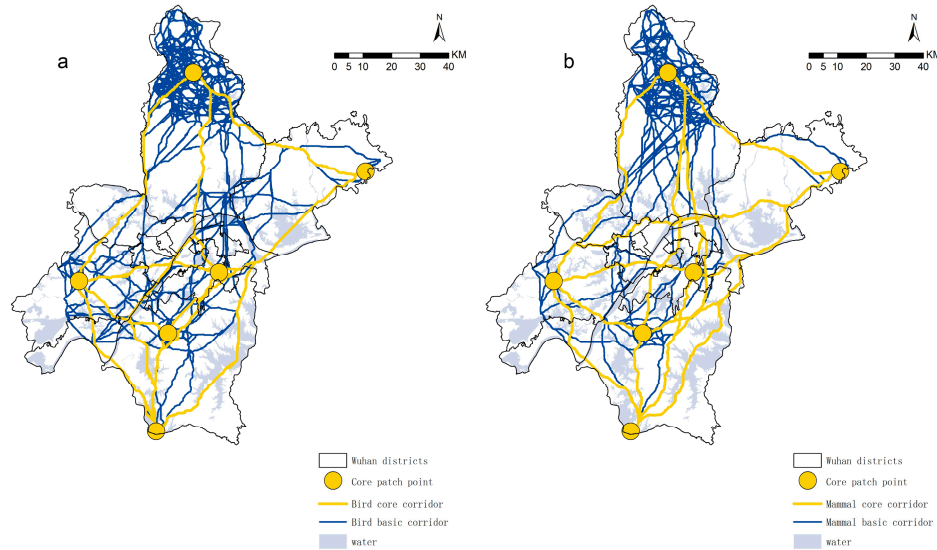 a
N
KM
0 5 10 20 30 40
Wuhan districts
Core patch point
Bird core corridor
Bird basic corridor
water
b
N
KM
0 5 10 20 30 40
Wuhan districts
Core patch point
Mammal core corridor
Mammal basic corridor
water